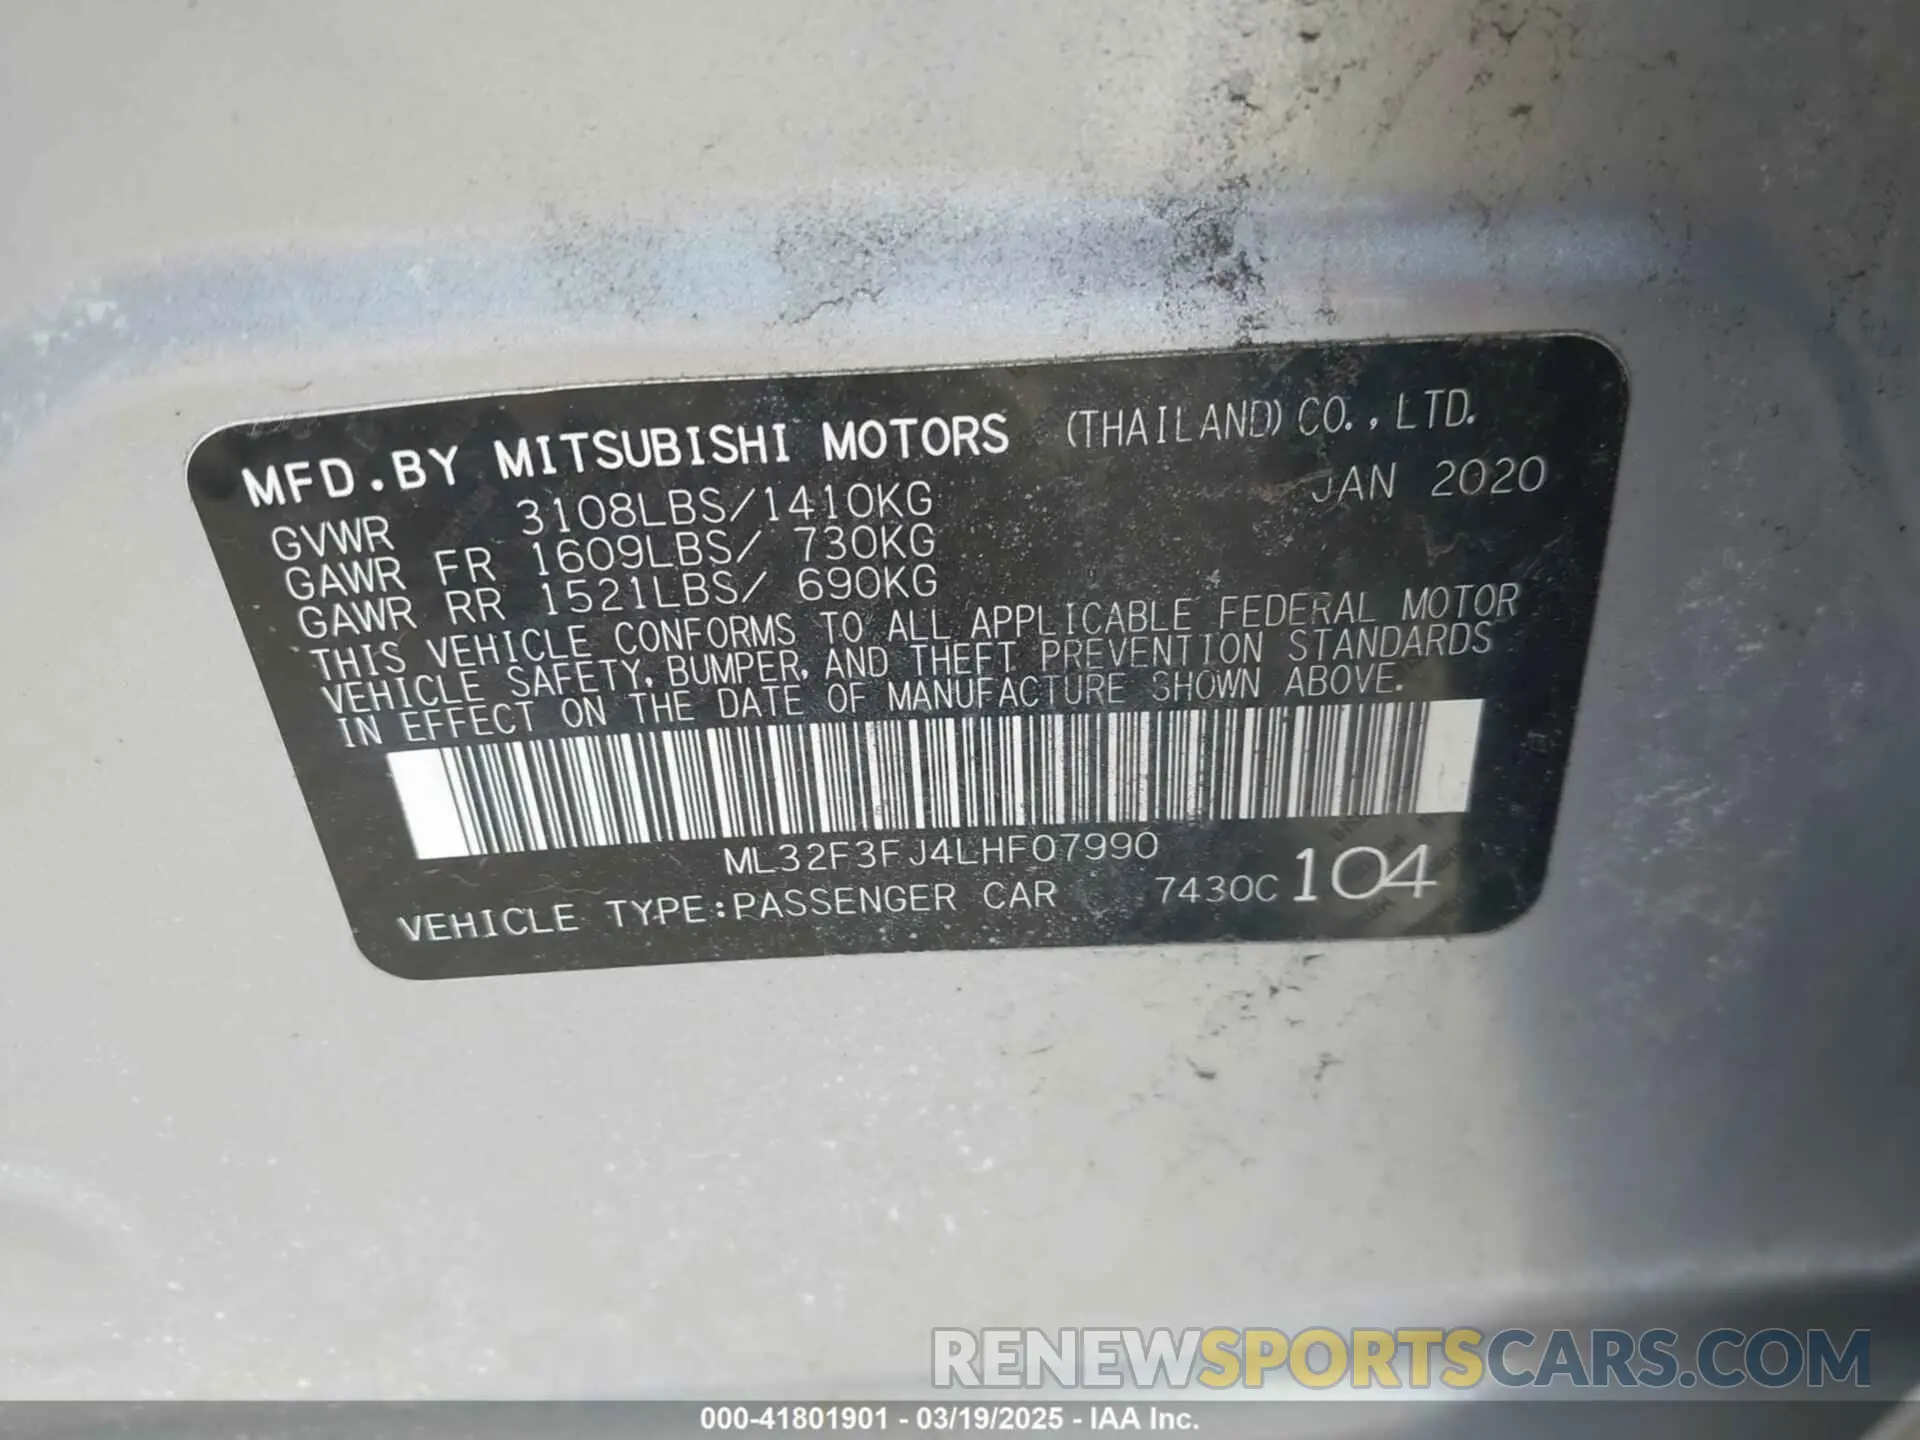 MFD.BY MITSUBISHI MOTORS (THAILAND) CO.,LTD.
JAN 2020
GVWR 3108LBS/1410KG
GAWR FR 1609LBS/ 730KG
GAWR RR 1521LBS/ 690KG
THIS VEHICLE CONFORMS TO ALL APPLICABLE FEDERAL MOTOR
VEHICLE SAFETY, BUMPER, AND THEFT PREVENTION STANDARDS
IN EFFECT ON THE DATE OF MANUFACTURE SHOWN ABOVE.
ML32F3FJ4LHF07990
VEHICLE TYPE:PASSENGER CAR 7430C 104
RENEWSPORTSCARS.COM
000-41801901 - 03/19/2025 - IAA Inc.